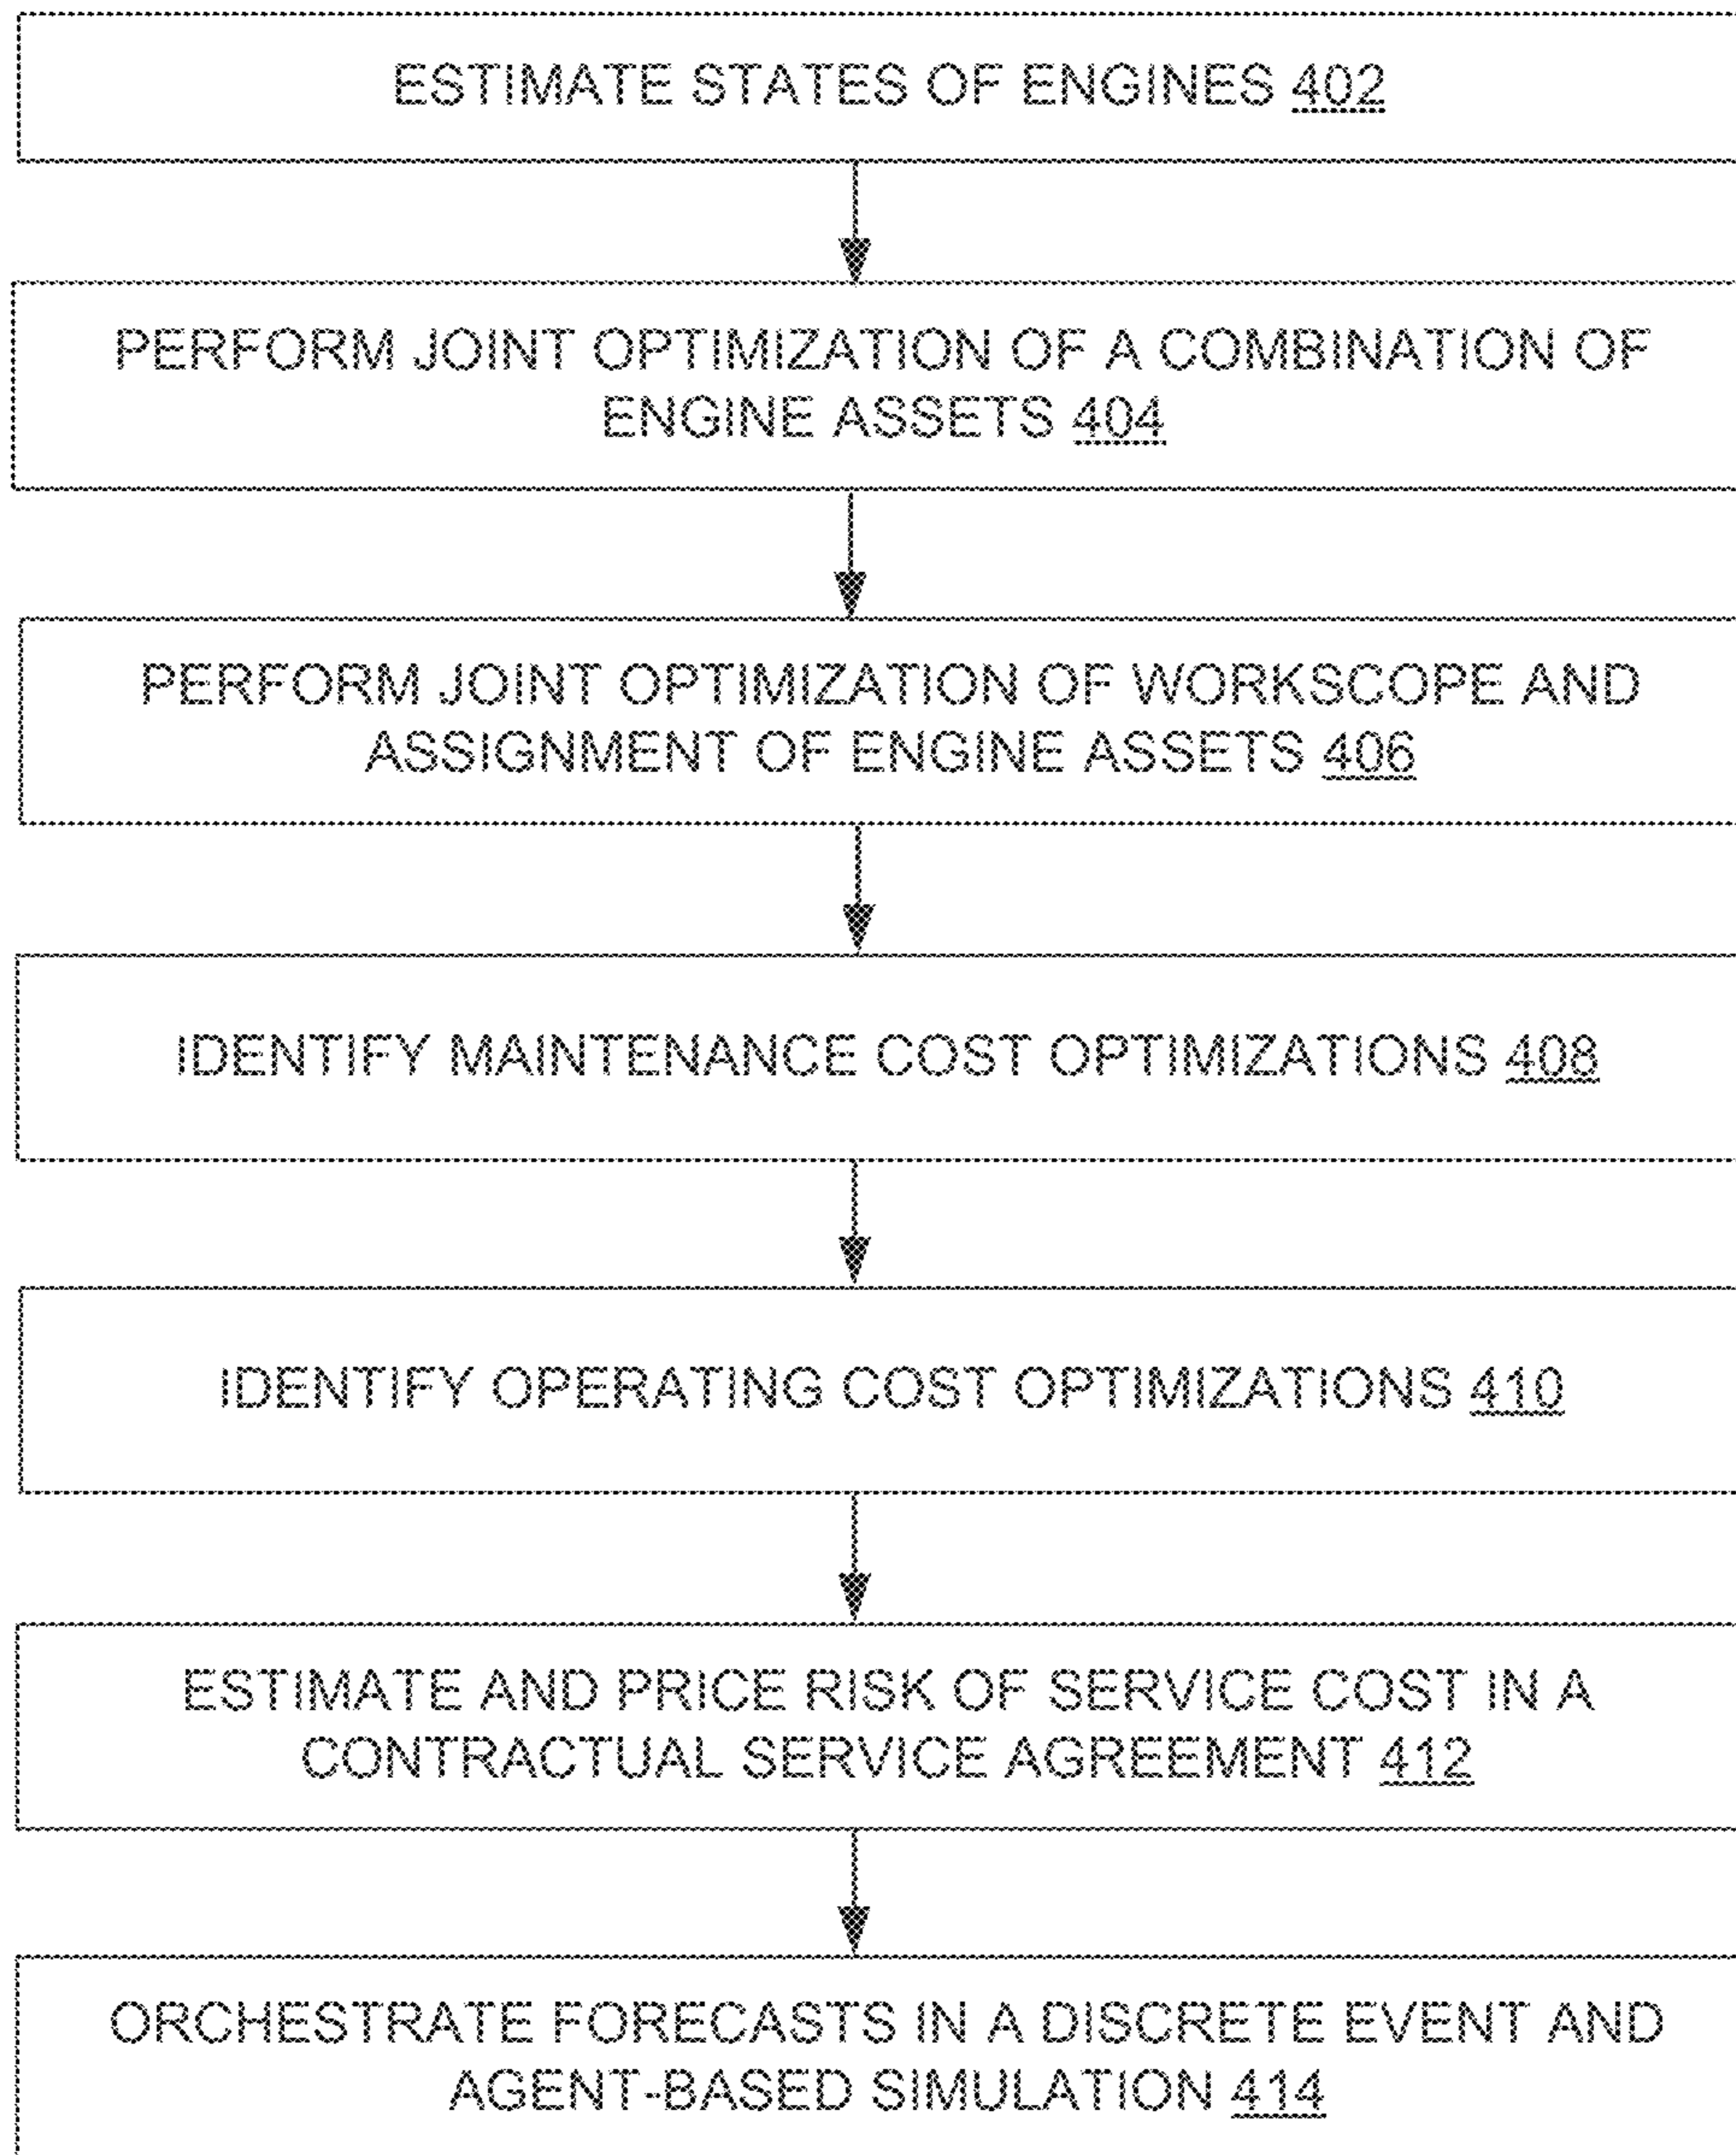 ESTIMATE STATES OF ENGINES 402
PERFORM JOINT OPTIMIZATION OF A COMBINATION OF
ENGINE ASSETS 404
PERFORM JOINT OPTIMIZATION OF WORKSCOPE AND
ASSIGNMENT OF ENGINE ASSETS 406
IDENTIFY MAINTENANCE COST OPTIMIZATIONS 408
IDENTIFY OPERATING COST OPTIMIZATIONS 410
ESTIMATE AND PRICE RISK OF SERVICE COST IN A
CONTRACTUAL SERVICE AGREEMENT 412
ORCHESTRATE FORECASTS IN A DISCRETE EVENT AND
AGENT-BASED SIMULATION 414